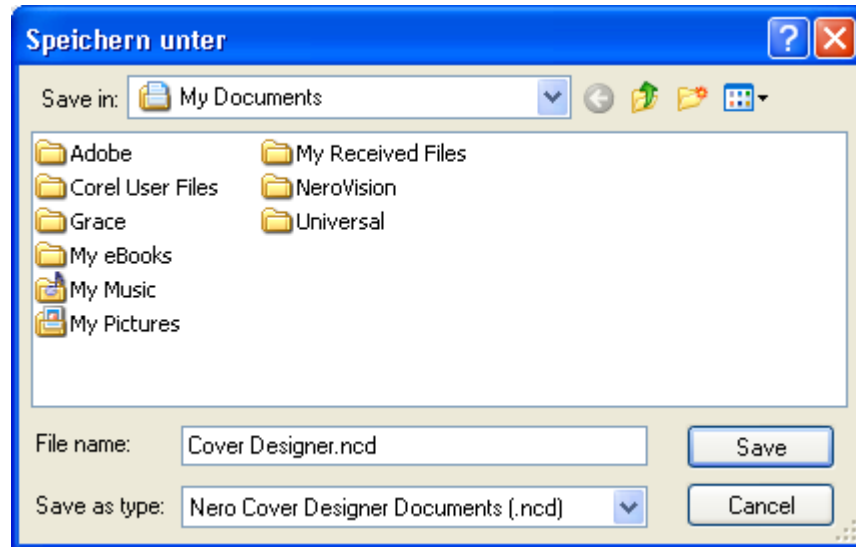 Speichern unter
Save in: My Documents
Adobe
Corel User Files
Grace
My eBooks
My Music
My Pictures
My Received Files
NeroVision
Universal
File name: Cover Designer.ncd Save
Save as type: Nero Cover Designer Documents (.ncd) Cancel